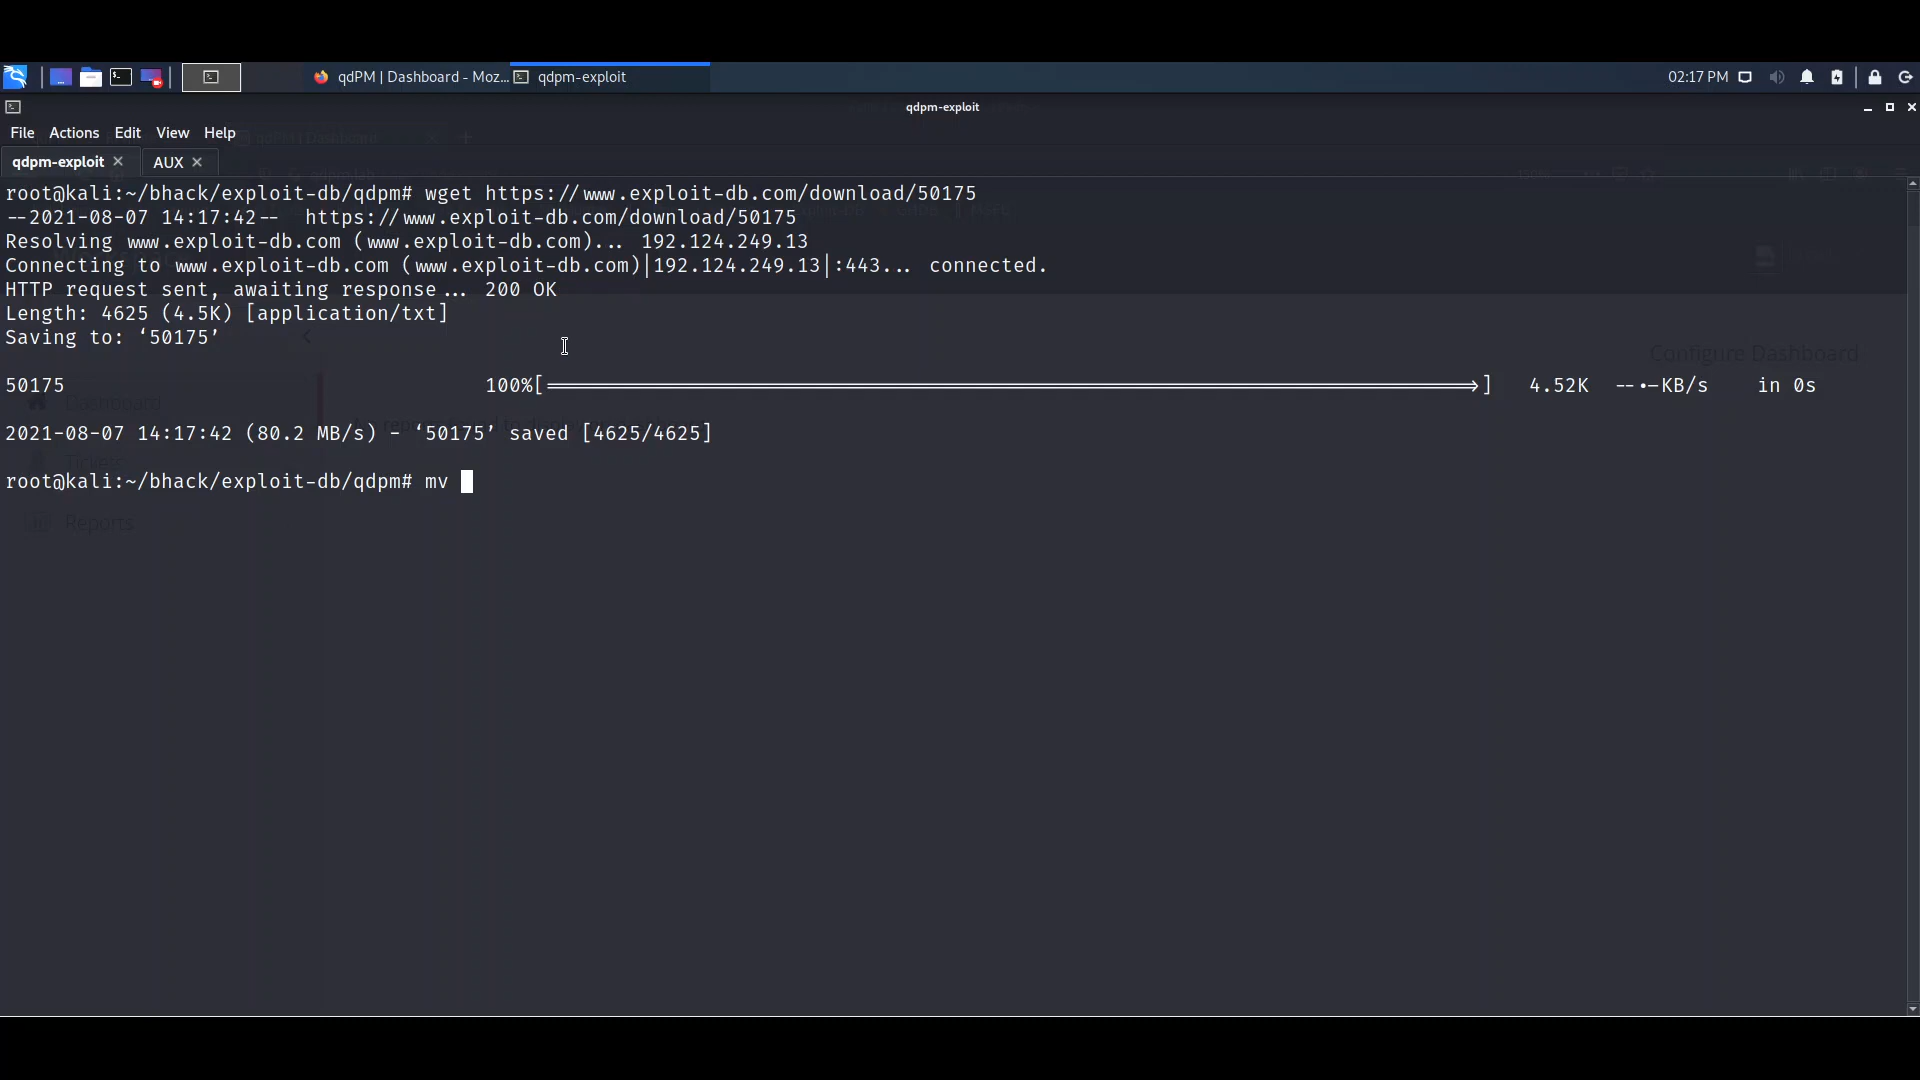 qdPM | Dashboard - Moz... qdpm-exploit 02:17 PM
qdpm-exploit
File Actions Edit View Help
qdpm-exploit AUX
root@kali:~/bhack/exploit-db/qdpm# wget https://www.exploit-db.com/download/50175
--2021-08-07 14:17:42-- https://www.exploit-db.com/download/50175
Resolving www.exploit-db.com (www.exploit-db.com)... 192.124.249.13
Connecting to www.exploit-db.com (www.exploit-db.com)|192.124.249.13|:443... connected.
HTTP request sent, awaiting response... 200 OK
Length: 4625 (4.5K) [application/txt]
Saving to: ‘50175’
Configure Dashboard
50175 100%[===================>] 4.52K --.-KB/s in 0s
Dashboard
2021-08-07 14:17:42 (80.2 MB/s) - ‘50175’ saved [4625/4625]
Tickets
root@kali:~/bhack/exploit-db/qdpm# mv
Reports